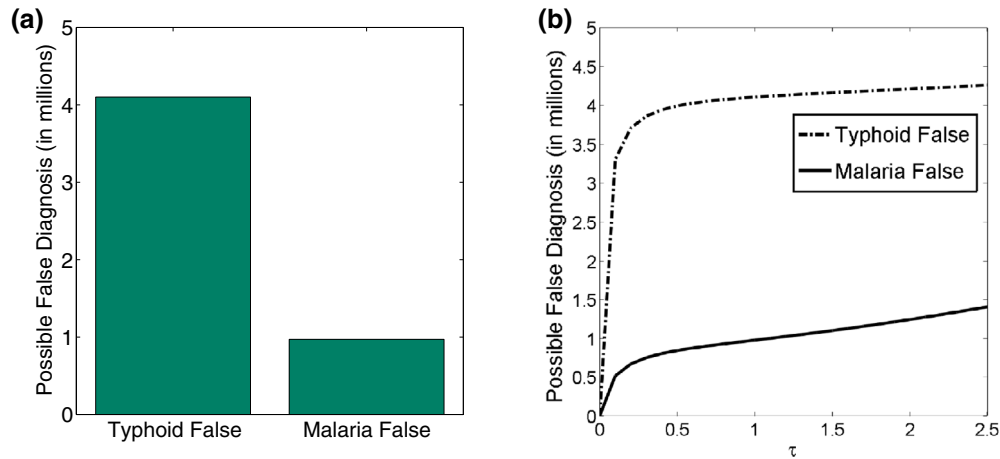 (a)
Possible False Diagnosis (in millions)
5
4
3
2
1
0
Typhoid False
Malaria False
(b)
Possible False Diagnosis (in millions)
5
4.5
4
3.5
3
2.5
2
1.5
1
0.5
0
0
0.5
1
1.5
2
2.5
τ
Typhoid False
Malaria False